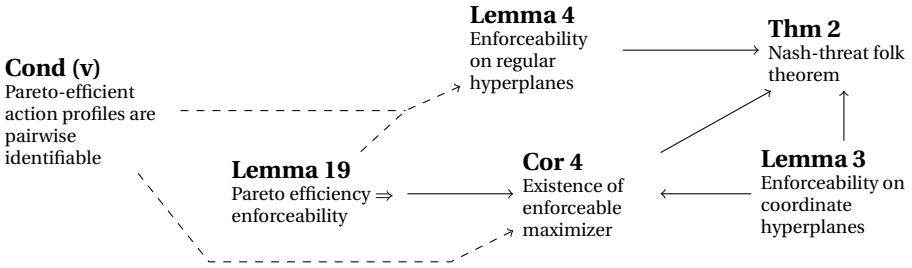 Lemma 4
Enforceability
on regular
hyperplanes
Thm 2
Nash-threat folk
theorem
Cond (v)
Pareto-efficient
action profiles are
pairwise
identifiable
Lemma 19
Pareto efficiency ⇒
enforceability
Cor 4
Existence of
enforceable
maximizer
Lemma 3
Enforceability on
coordinate
hyperplanes